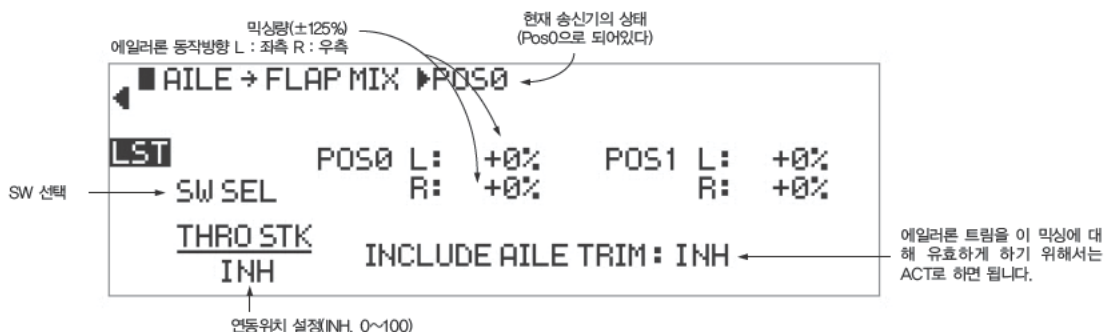 현재 송신기의 상태
(Pos0으로 되어있다)
믹싱량(±125%)
에일러론 동작방향 L : 좌측 R : 우측
AILE → FLAP MIX ▶POS0
LST
POS0 L: +0% POS1 L: +0%
R: +0% R: +0%
SW 선택
SW SEL
THRO STK
INH
INCLUDE AILE TRIM: INH
에일러론 트림을 이 믹싱에 대
해 유효하게 하기 위해서는
ACT로 하면 됩니다.
연동위치 설정(INH, 0~100)